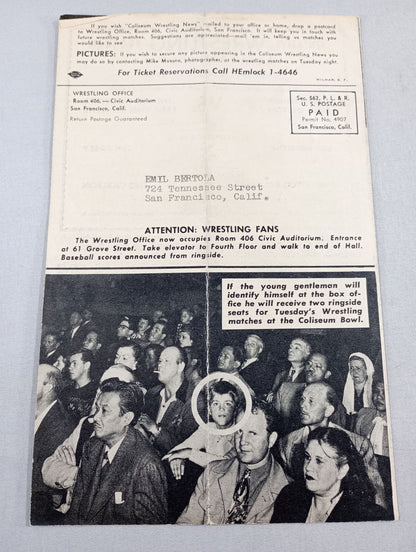 If you wish "Coliseum Wrestling News" mailed to your office or home, drop a postcard
to Wrestling Office, Room 406, Civic Auditorium, San Francisco. It will keep you in touch with
future wrestling matches. Suggestions are appreciated—mail em in, telling us matches you
would like to see
PICTURES: If you wish to secure any picture appearing in the Coliseum Wrestling News you may
do so by contacting Mike Mosura, photographer, at the wrestling matches on Tuesday night.
For Ticket Reservations Call HEmlock 1-4646
WRESTLING OFFICE
Room 406,—Civic Auditorium
San Francisco, Calif.
Return Postage Guaranteed
Sec. 562, P. L. & R.
U. S. POSTAGE
PAID
Permit No. 4907
San Francisco, Calif.
EMIL BERTOLA
724 Tennessee Street
San Francisco, Calif.
ATTENTION: WRESTLING FANS
The Wrestling Office now occupies Room 406 Civic Auditorium, Entrance
at 61 Grove Street. Take elevator to Fourth Floor and walk to end of Hall.
Baseball scores announced from ringside.
If the young gentleman will
identify himself at the box of-
fice he will receive two ringside
seats for Tuesday's Wrestling
matches at the Coliseum Bowl.